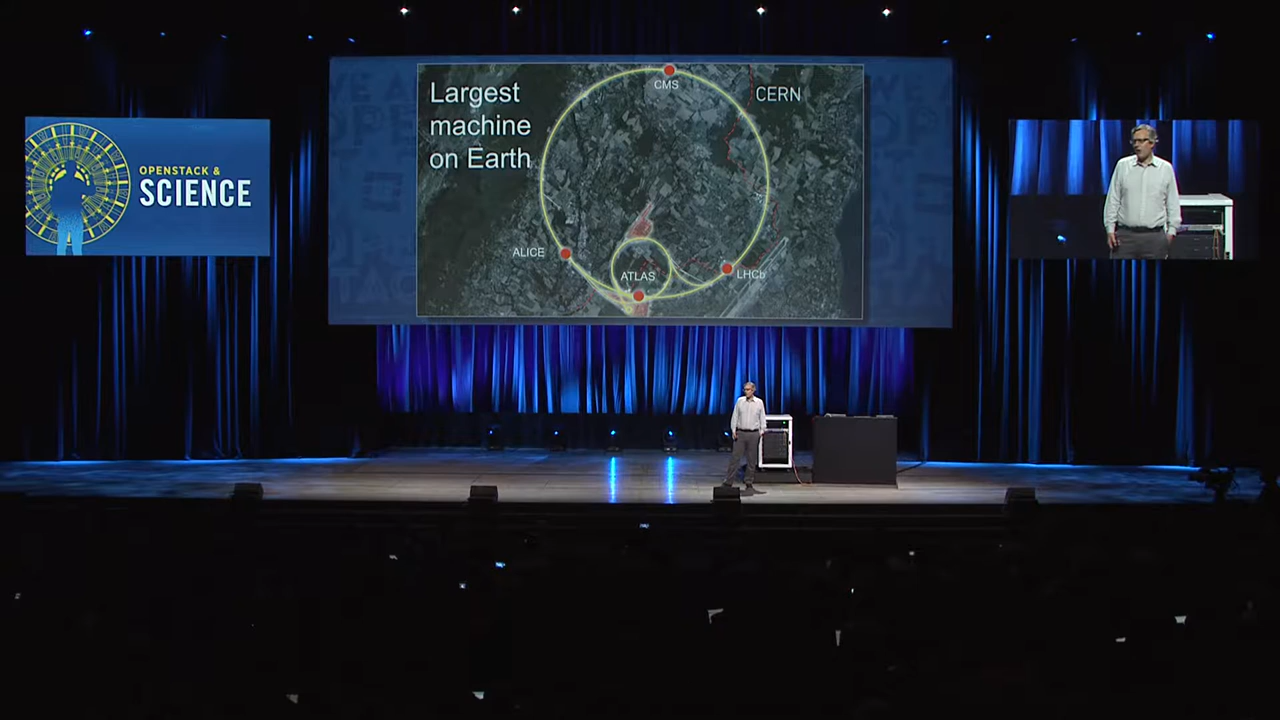 OPENSTACK &
SCIENCE
Largest
machine
on Earth
CMS
CERN
ALICE
ATLAS
LHCb